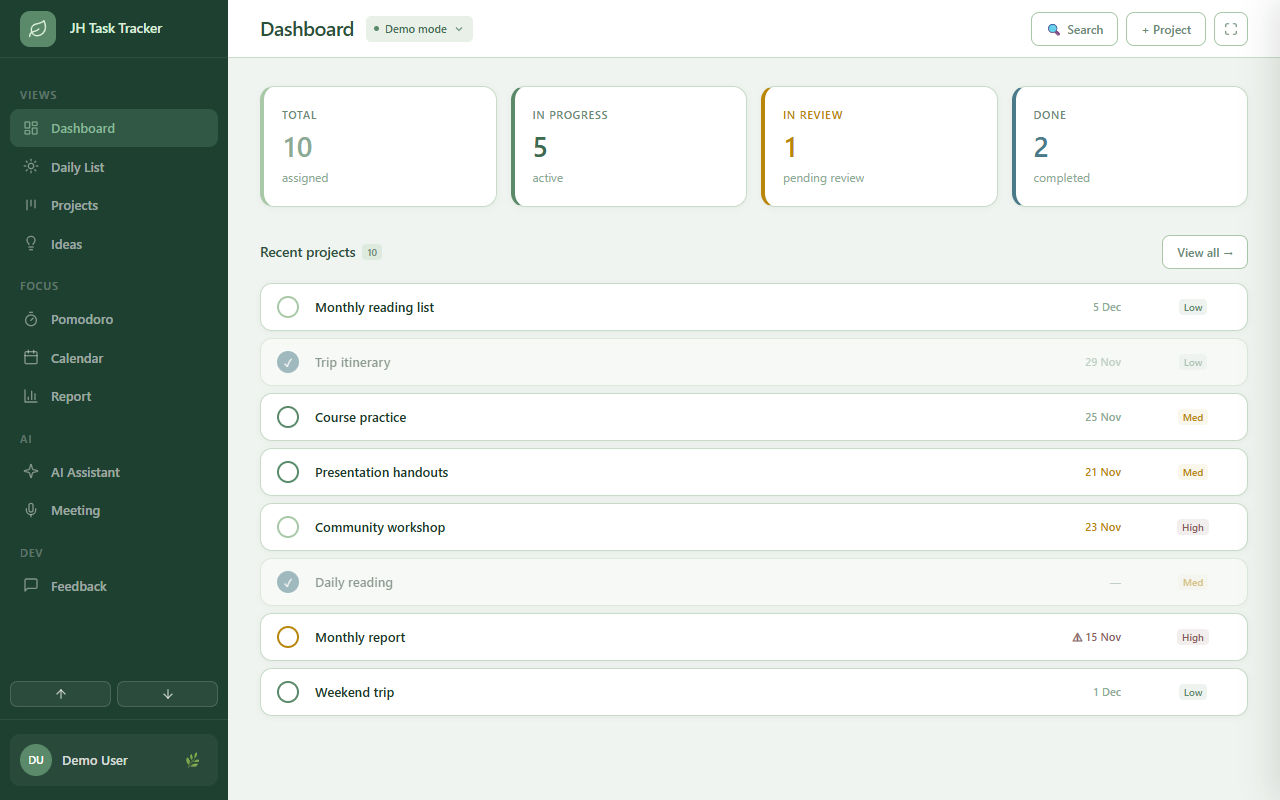 JH Task Tracker
VIEWS
Dashboard
Daily List
Projects
Ideas
FOCUS
Pomodoro
Calendar
Report
AI
AI Assistant
Meeting
DEV
Feedback
↑ ↓
DU Demo User
Dashboard Demo mode
Search + Project
TOTAL
10
assigned
IN PROGRESS
5
active
IN REVIEW
1
pending review
DONE
2
completed
Recent projects 10 View all →
Monthly reading list 5 Dec Low
✓ Trip itinerary 29 Nov Low
Course practice 25 Nov Med
Presentation handouts 21 Nov Med
Community workshop 23 Nov High
✓ Daily reading — Med
Monthly report ⚠ 15 Nov High
Weekend trip 1 Dec Low